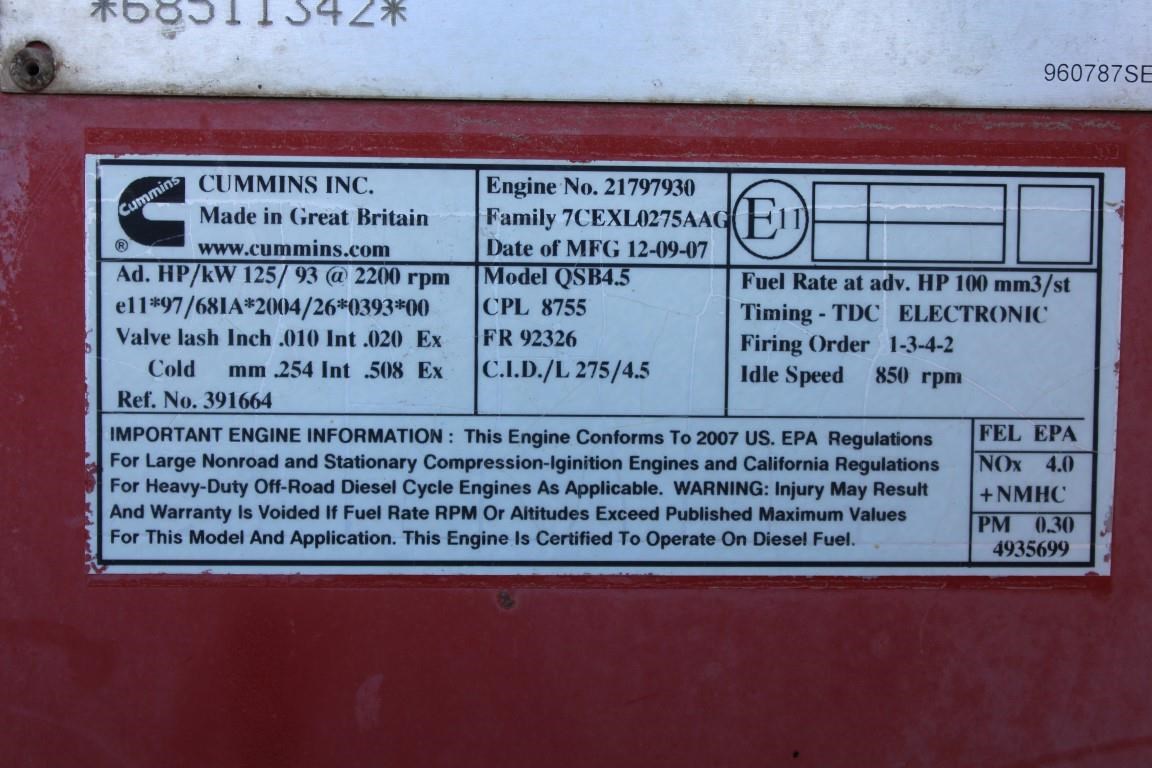 *68511342*
960787SE
Cummins
®
CUMMINS INC.
Made in Great Britain
www.cummins.com
Engine No. 21797930
Family 7CEXL0275AAG
Date of MFG 12-09-07
E11
Ad. HP/kW 125/ 93 @ 2200 rpm
e11*97/68IA*2004/26*0393*00
Valve lash Inch .010 Int .020 Ex
Cold mm .254 Int .508 Ex
Ref. No. 391664
Model QSB4.5
CPL 8755
FR 92326
C.I.D./L 275/4.5
Fuel Rate at adv. HP 100 mm3/st
Timing - TDC ELECTRONIC
Firing Order 1-3-4-2
Idle Speed 850 rpm
IMPORTANT ENGINE INFORMATION : This Engine Conforms To 2007 US. EPA Regulations
For Large Nonroad and Stationary Compression-Iginition Engines and California Regulations
For Heavy-Duty Off-Road Diesel Cycle Engines As Applicable. WARNING: Injury May Result
And Warranty Is Voided If Fuel Rate RPM Or Altitudes Exceed Published Maximum Values
For This Model And Application. This Engine Is Certified To Operate On Diesel Fuel.
FEL EPA
NOx 4.0
+NMHC
PM 0.30
4935699